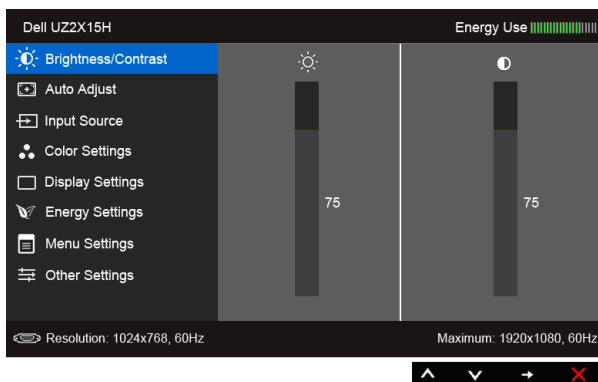 Dell UZ2X15H Energy Use
Brightness/Contrast
Auto Adjust
Input Source
Color Settings
Display Settings
Energy Settings
Menu Settings
Other Settings
75 75
Resolution: 1024x768, 60Hz Maximum: 1920x1080, 60Hz